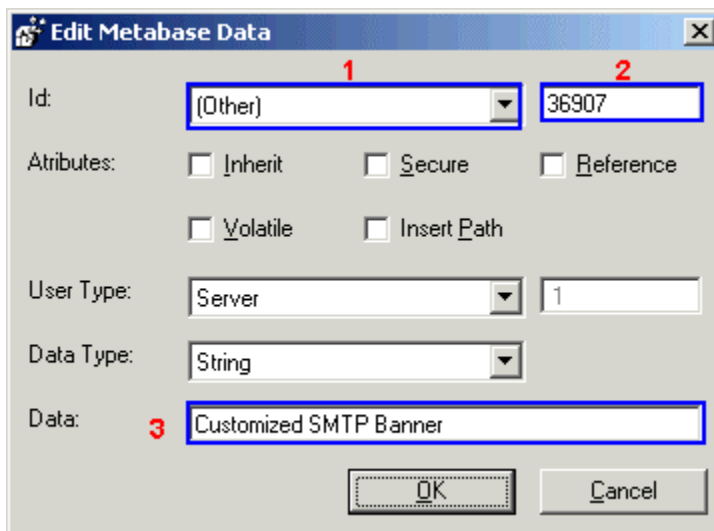 Edit Metabase Data
1 2
Id: (Other) 36907
Atributes: Inherit Secure Reference
Volatile Insert Path
User Type: Server 1
Data Type: String
Data: 3 Customized SMTP Banner
OK Cancel